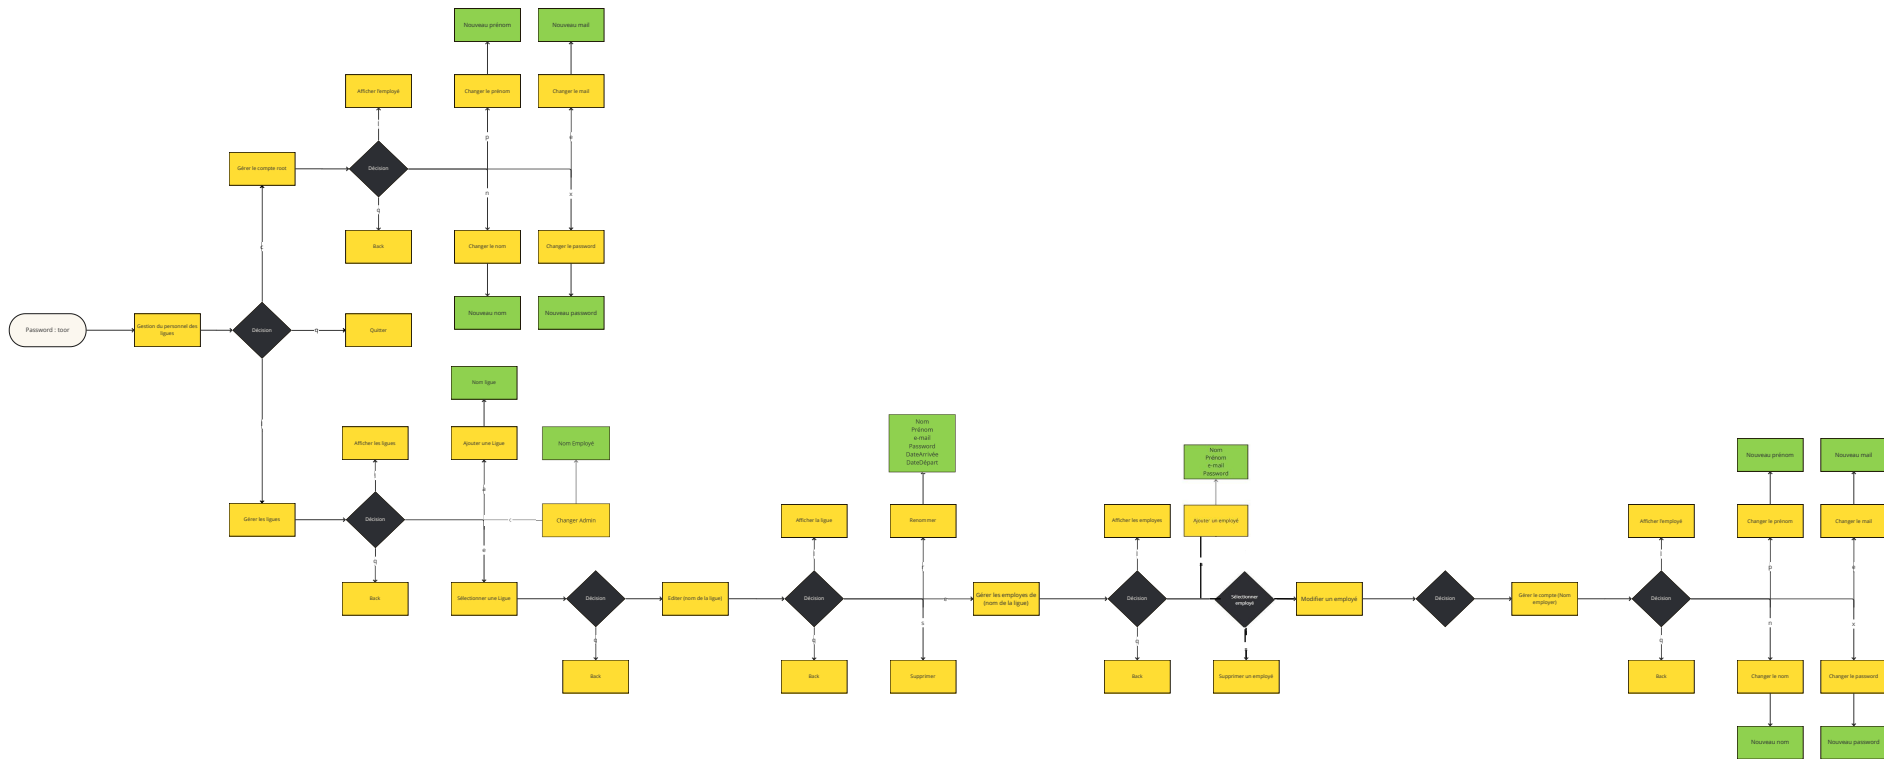 Nouveau prénom
Nouveau mail
Afficher l'employé
Changer le prénom
Changer le mail
l
p
e
Gérer le compte root
Décision
n
x
q
Back
Changer le nom
Changer le password
c
Nouveau nom
Nouveau password
Password : toor
Gestion du personnel des
ligues
Décision
q
Quitter
Nom ligue
l
Afficher les ligues
Ajouter une Ligue
Nom Employé
l
a
Gérer les ligues
Décision
c
Changer Admin
e
q
Back
Sélectionner une Ligue
Décision
q
Back
Editer (nom de la ligue)
Nom
Prénom
e-mail
Password
DateArrivée
DateDépart
Afficher la ligue
Renommer
l
r
Décision
e
s
q
Back
Supprimer
Gérer les employes de
(nom de la ligue)
Nom
Prénom
e-mail
Password
Afficher les employes
Ajouter un employé
l
Décision
Sélectionner
employé
q
Back
Supprimer un employé
Modifier un employé
Décision
Gérer le compte (Nom
employer)
Nouveau prénom
Nouveau mail
Afficher l'employé
Changer le prénom
Changer le mail
l
p
e
Décision
n
x
q
Back
Changer le nom
Changer le password
Nouveau nom
Nouveau password